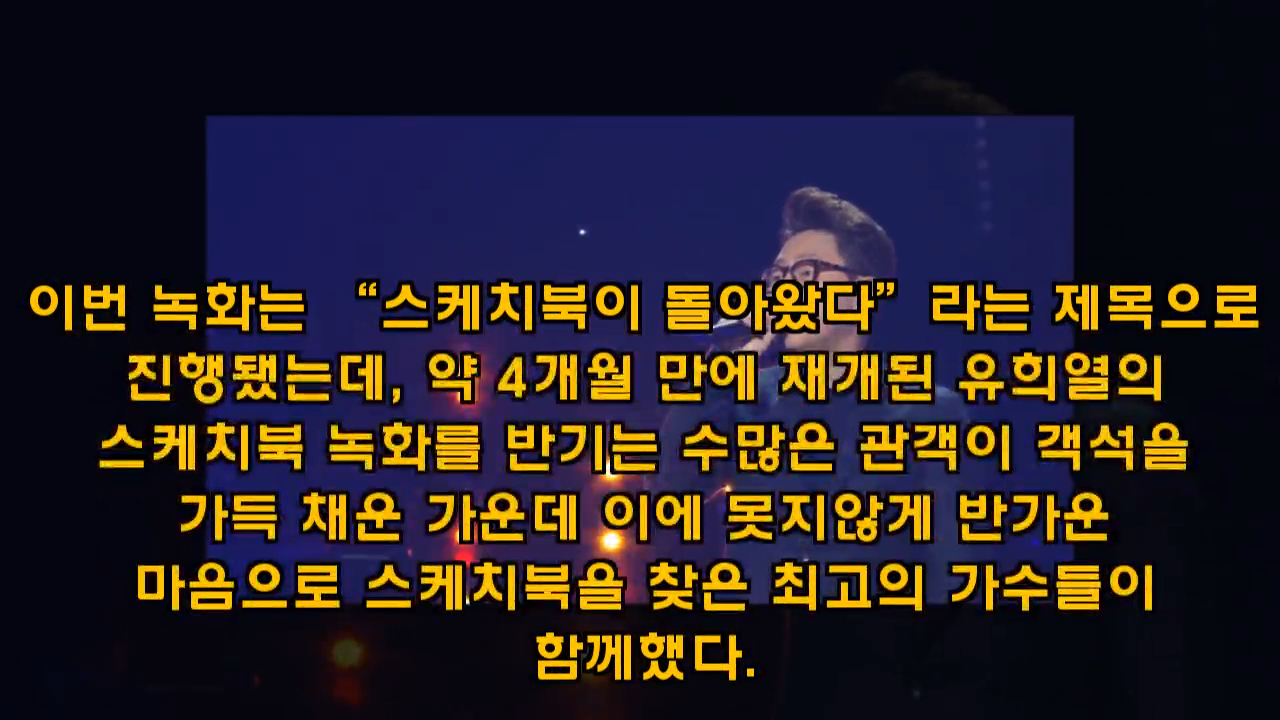 이번 녹화는 “스케치북이 돌아왔다” 라는 제목으로
진행됐는데, 약 4개월 만에 재개된 유희열의
스케치북 녹화를 반기는 수많은 관객이 객석을
가득 채운 가운데 이에 못지않게 반가운
마음으로 스케치북을 찾은 최고의 가수들이
함께했다.